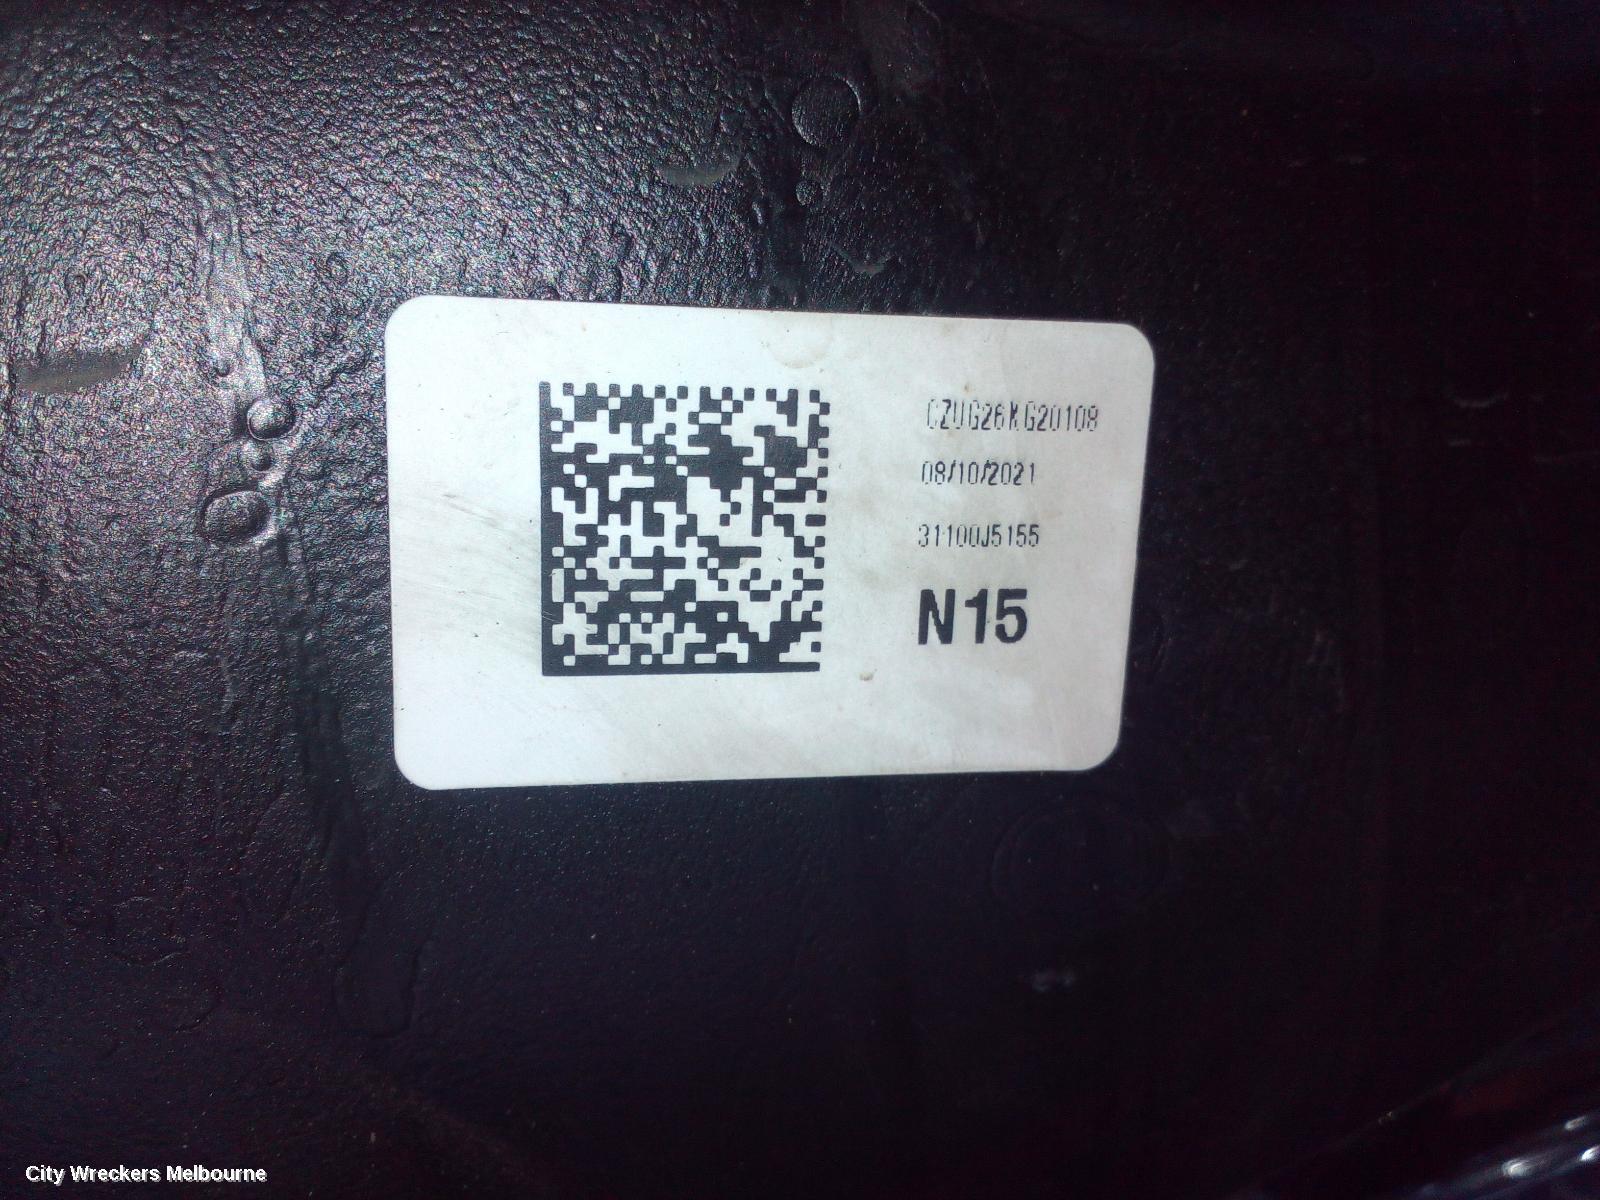 CZUG26KG20108
08/10/2021
31100J5155
N15
City Wreckers Melbourne